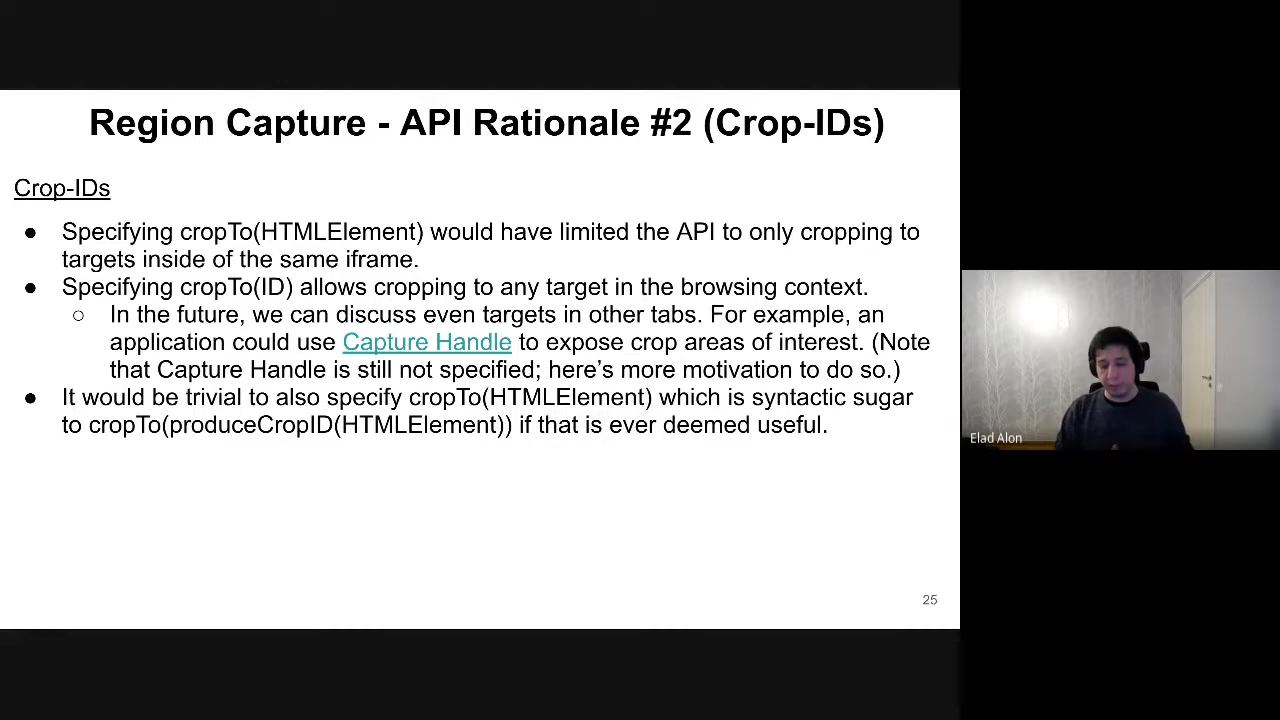 Region Capture - API Rationale #2 (Crop-IDs)
Crop-IDs
● Specifying cropTo(HTMLElement) would have limited the API to only cropping to
targets inside of the same iframe.
● Specifying cropTo(ID) allows cropping to any target in the browsing context.
○ In the future, we can discuss even targets in other tabs. For example, an
application could use Capture Handle to expose crop areas of interest. (Note
that Capture Handle is still not specified; here’s more motivation to do so.)
● It would be trivial to also specify cropTo(HTMLElement) which is syntactic sugar
to cropTo(produceCropID(HTMLElement)) if that is ever deemed useful.
25
Elad Alon